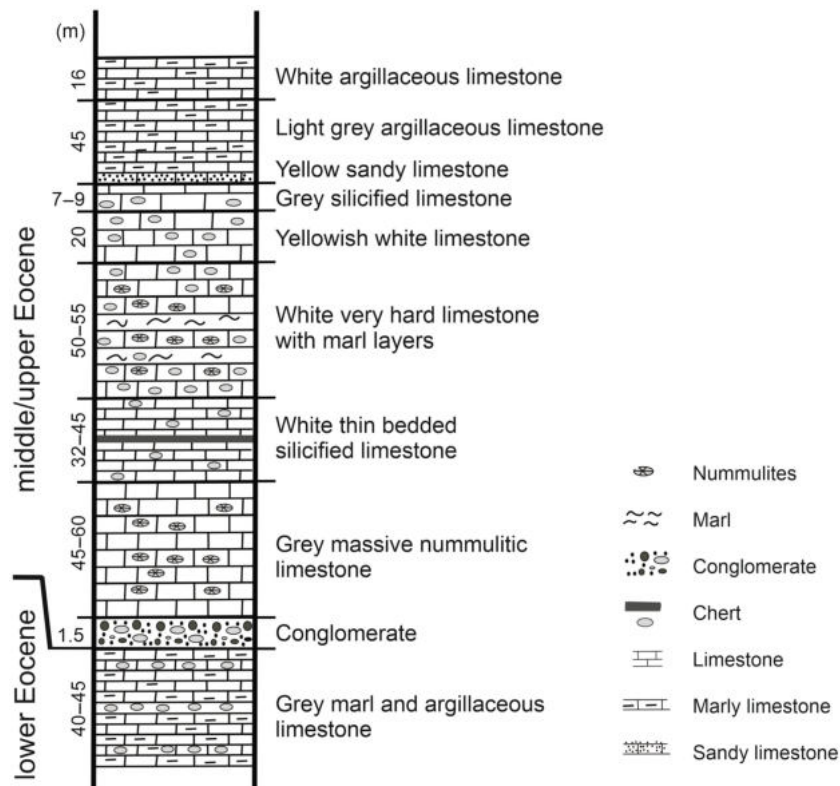 (m)
16
White argillaceous limestone
45
Light grey argillaceous limestone
Yellow sandy limestone
7–9
Grey silicified limestone
20
Yellowish white limestone
50–55
White very hard limestone
with marl layers
32–45
White thin bedded
silicified limestone
45–60
Grey massive nummulitic
limestone
1.5
Conglomerate
40–45
Grey marl and argillaceous
limestone
middle/upper Eocene
lower Eocene
Nummulites
Marl
Conglomerate
Chert
Limestone
Marly limestone
Sandy limestone